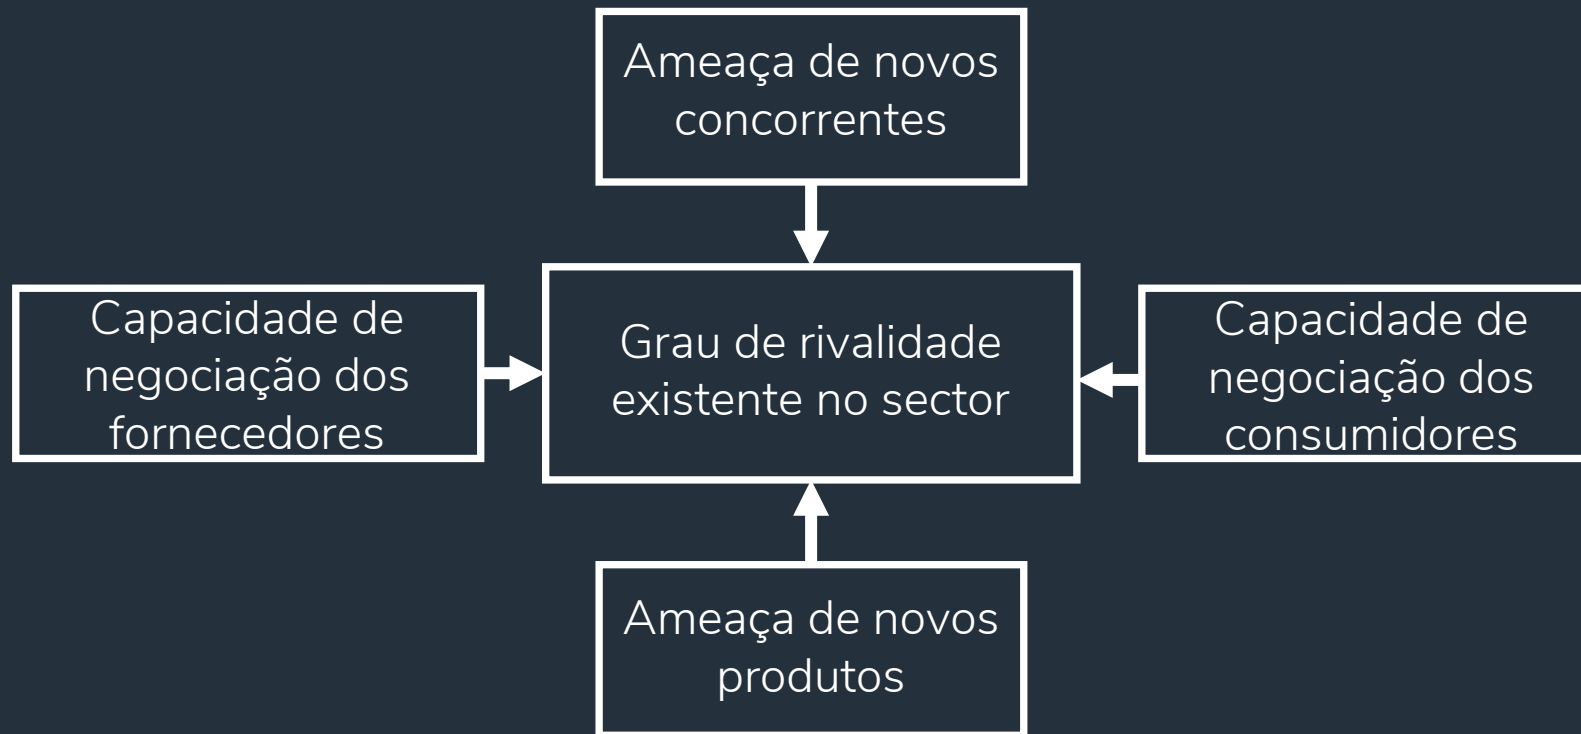 Ameaça de novos
concorrentes
Capacidade de
negociação dos
fornecedores
Grau de rivalidade
existente no sector
Capacidade de
negociação dos
consumidores
Ameaça de novos
produtos